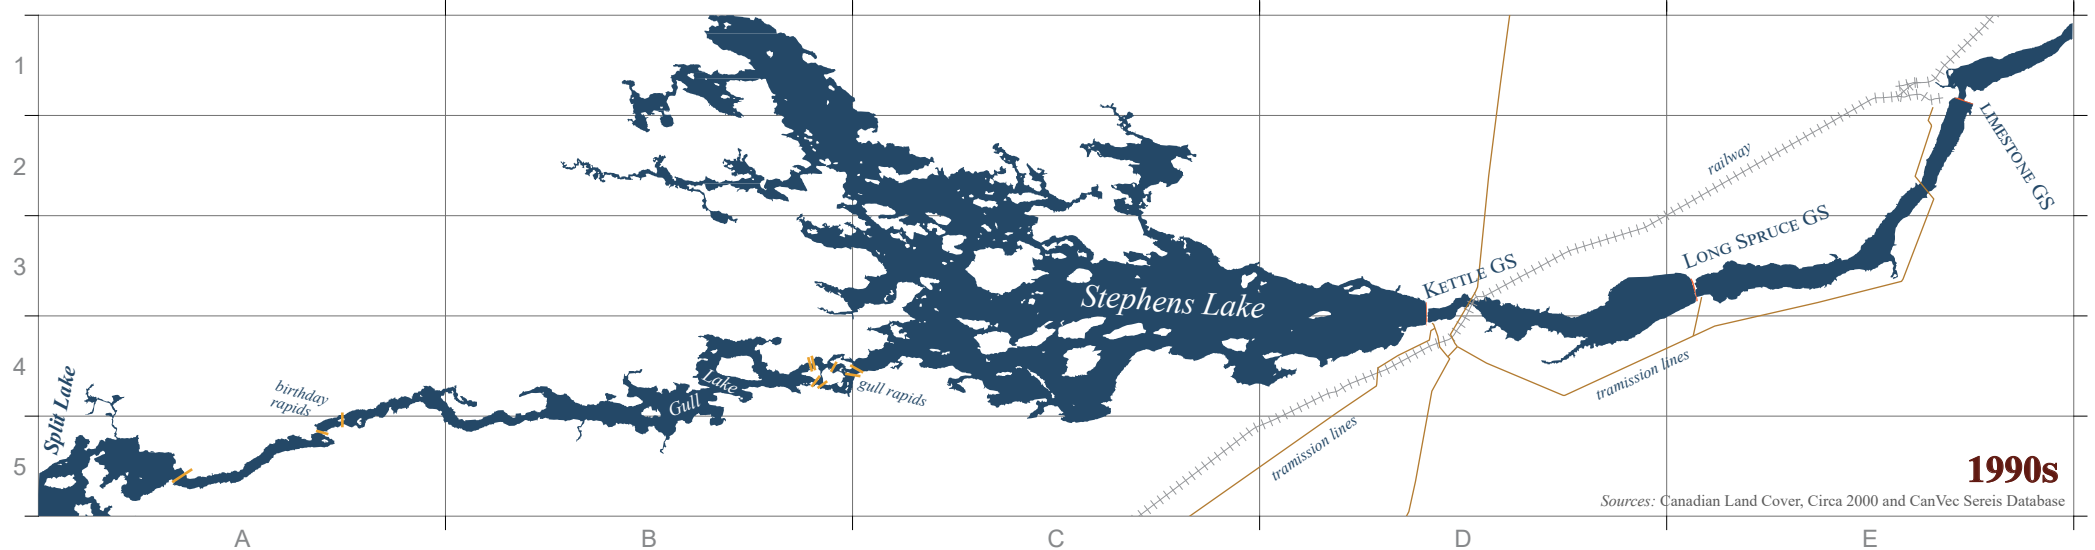 1
2
3
4
5
railway
LIMESTONE GS
LONG SPRUCE GS
KETTLE GS
Stephens Lake
Split Lake
birthday
rapids
Lake
Gull
gull rapids
tramission lines
tramission lines
1990s
Sources: Canadian Land Cover, Circa 2000 and CanVec Sereis Database
A
B
C
D
E